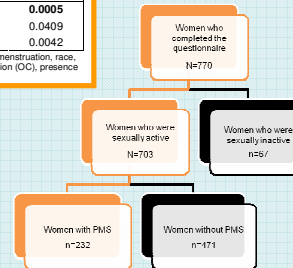 0.0005
0.0409
0.0042
menstruation, race,
ion (OC), presence
Women who
completed the
questionnaire
N=770
Women who were
sexually active
N=703
Women who were
sexually inactive
n=67
Women with PMS
n=232
Women without PMS
n=471